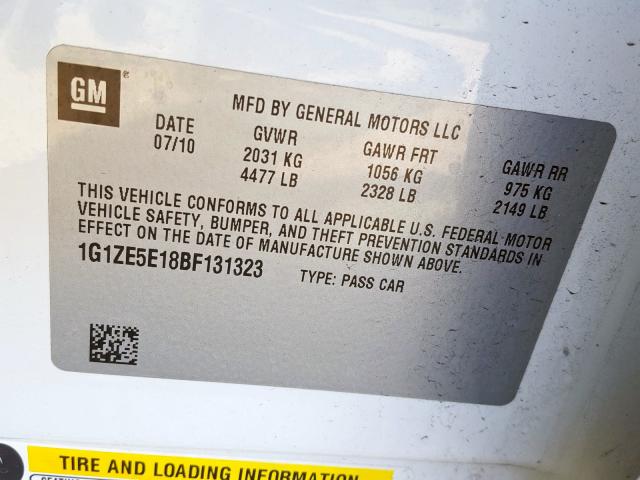 GM ®
MFD BY GENERAL MOTORS LLC
DATE GVWR GAWR FRT GAWR RR
07/10 2031 KG 1056 KG 975 KG
4477 LB 2328 LB 2149 LB
THIS VEHICLE CONFORMS TO ALL APPLICABLE U.S. FEDERAL MOTOR
VEHICLE SAFETY, BUMPER, AND THEFT PREVENTION STANDARDS IN
EFFECT ON THE DATE OF MANUFACTURE SHOWN ABOVE.
1G1ZE5E18BF131323 TYPE: PASS CAR
TIRE AND LOADING INFORMATION